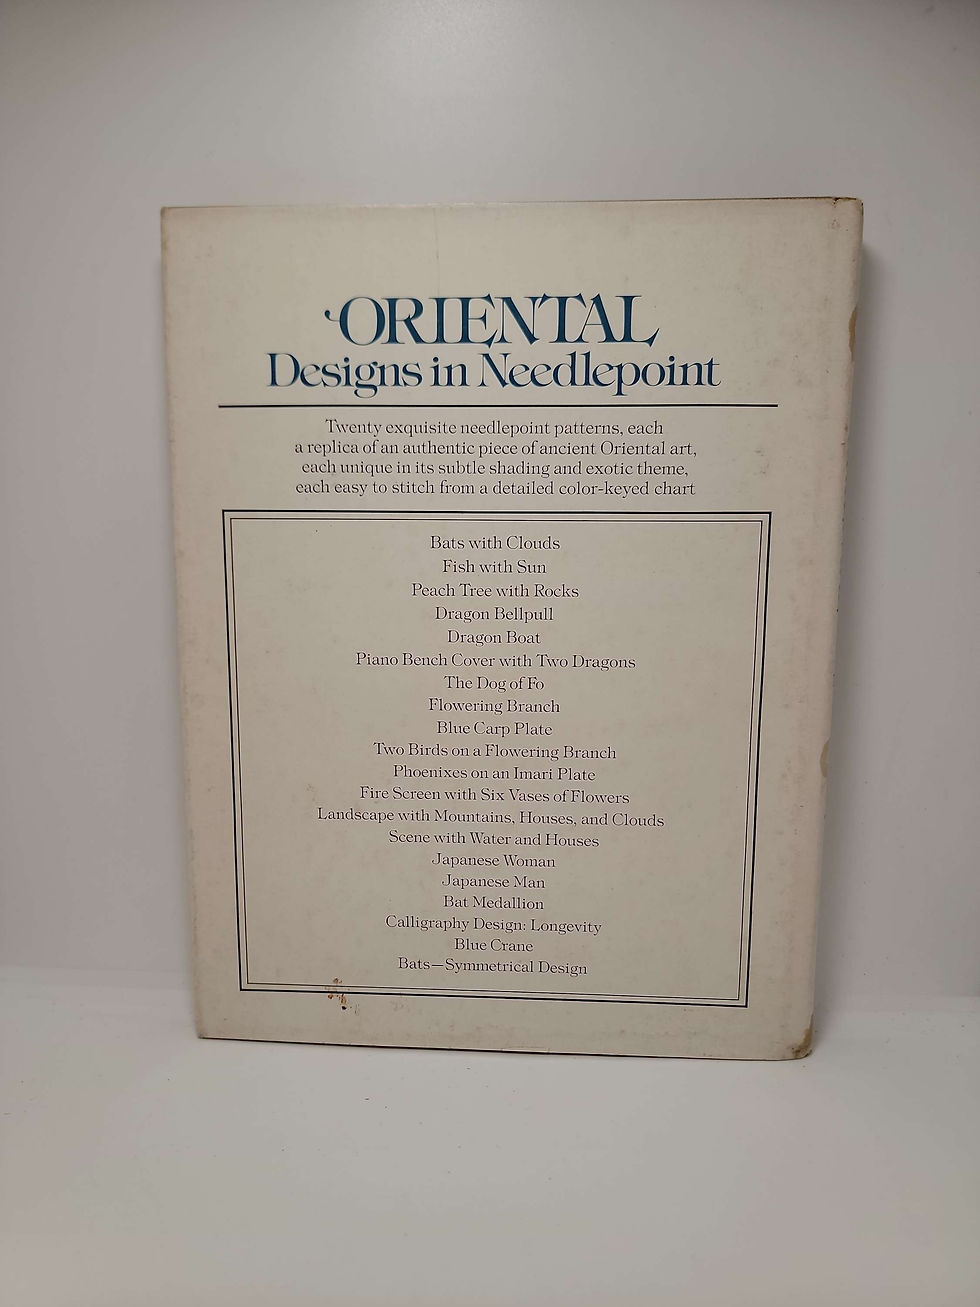 ORIENTAL
Designs in Needlepoint
Twenty exquisite needlepoint patterns, each
a replica of an authentic piece of ancient Oriental art,
each unique in its subtle shading and exotic theme,
each easy to stitch from a detailed color-keyed chart
Bats with Clouds
Fish with Sun
Peach Tree with Rocks
Dragon Bellpull
Dragon Boat
Piano Bench Cover with Two Dragons
The Dog of Fo
Flowering Branch
Blue Carp Plate
Two Birds on a Flowering Branch
Phoenixes on an Imari Plate
Fire Screen with Six Vases of Flowers
Landscape with Mountains, Houses, and Clouds
Scene with Water and Houses
Japanese Woman
Japanese Man
Bat Medallion
Calligraphy Design: Longevity
Blue Crane
Bats—Symmetrical Design